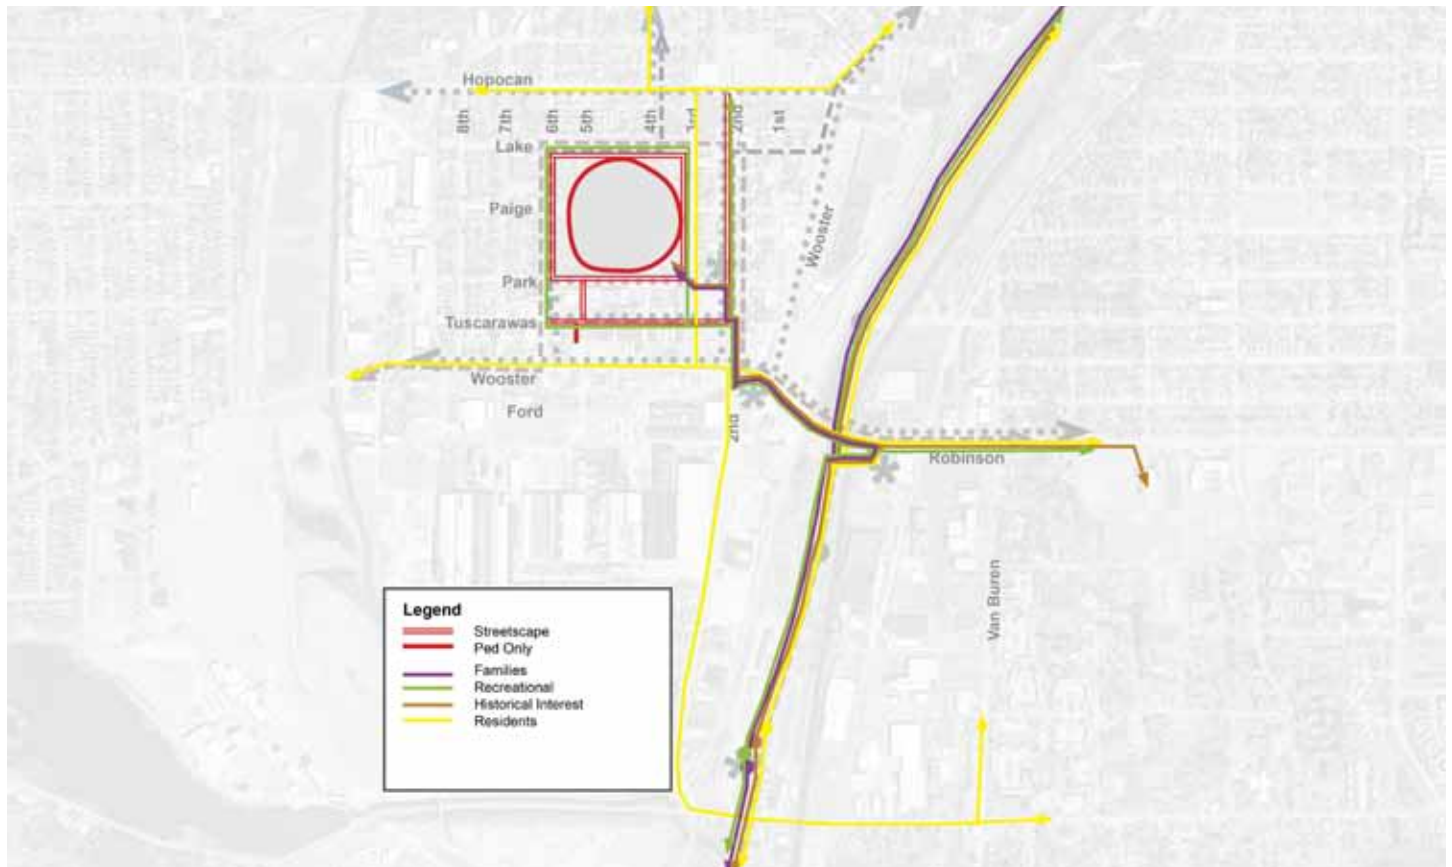 Hopocan
8th
7th
6th
5th
4th
3rd
2nd
1st
Lake
Paige
Wooster
Park
Tuscarawas
Wooster
Ford
2nd
Robinson
Van Buren
Legend
Streetscape
Ped Only
Families
Recreational
Historical Interest
Residents